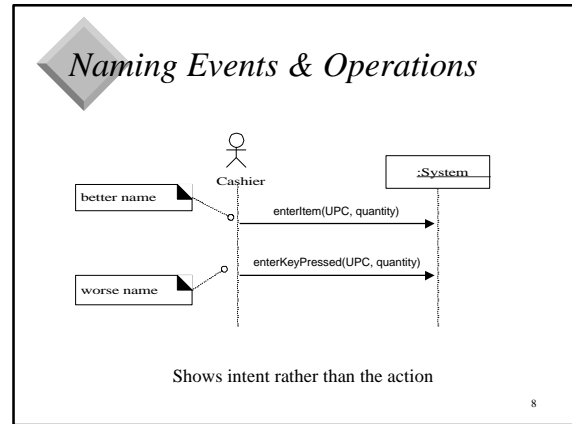 Naming Events & Operations
Cashier
:System
better name
enterItem(UPC, quantity)
enterKeyPressed(UPC, quantity)
worse name
Shows intent rather than the action
8